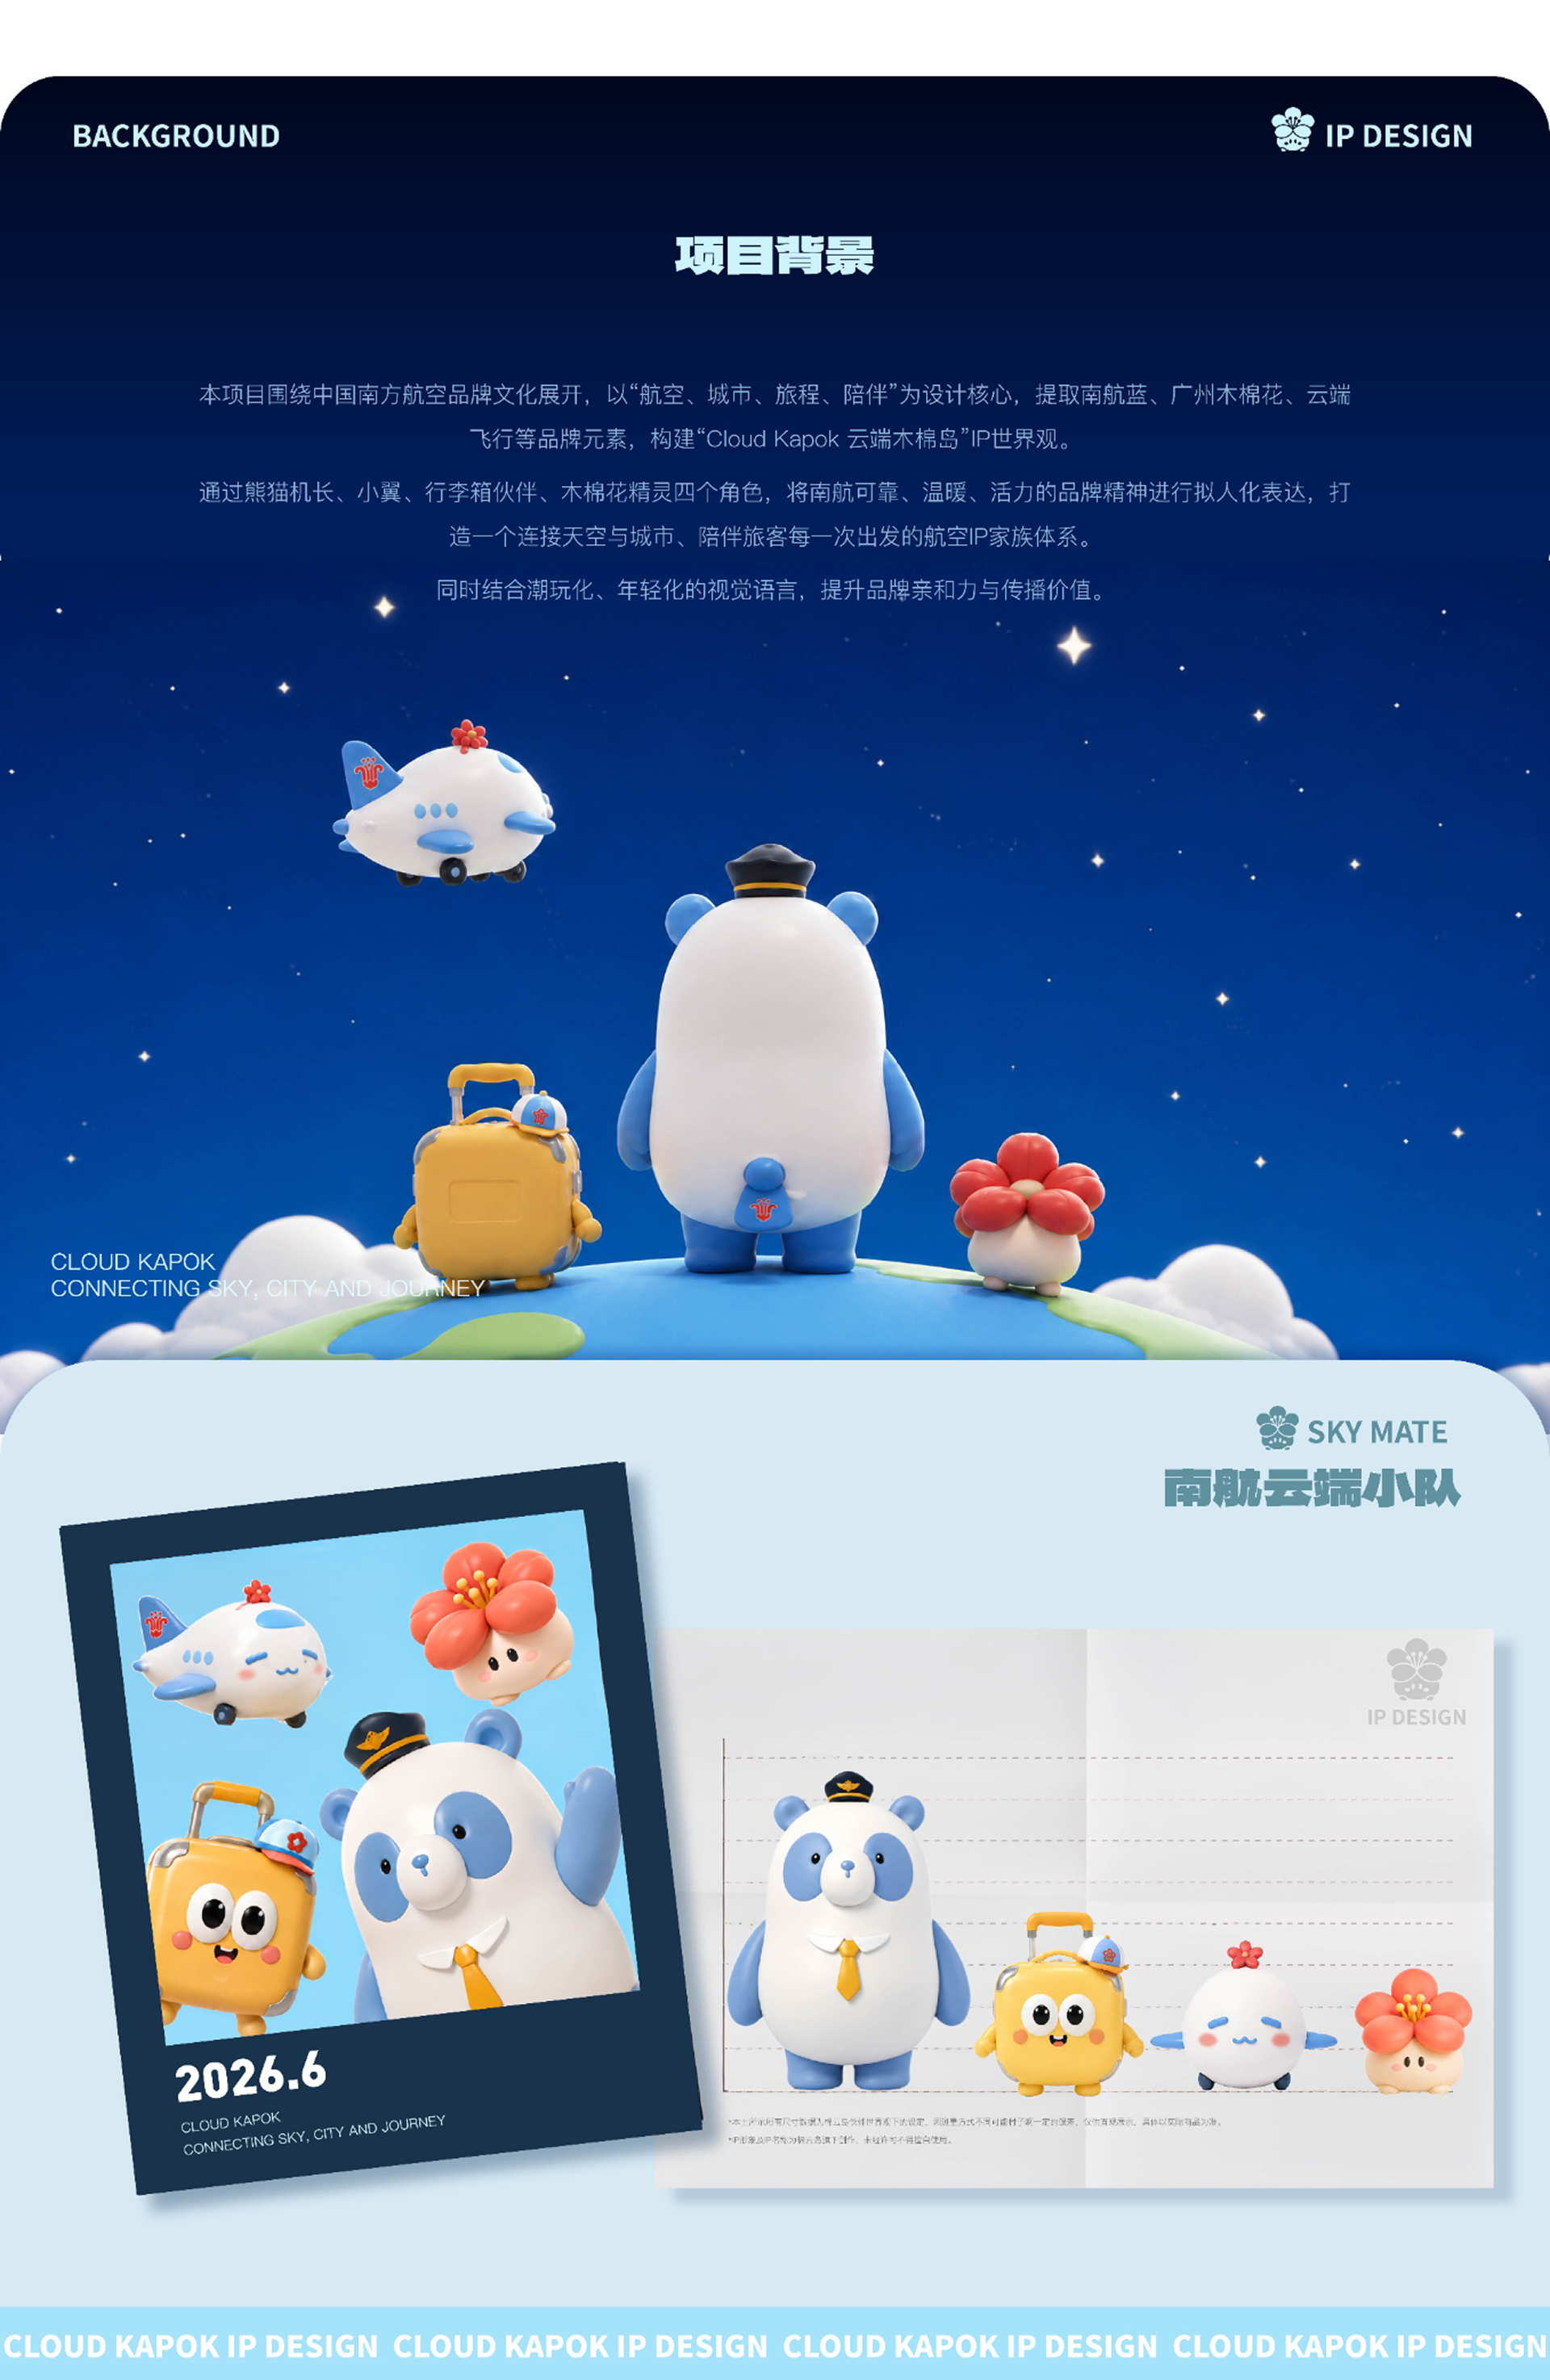 BACKGROUND
IP DESIGN
项目背景
本项目围绕中国南方航空品牌文化展开，以“航空、城市、旅程、陪伴”为设计核心，提取南航蓝、广州木棉花、云端
飞行等品牌元素，构建“Cloud Kapok 云端木棉岛”IP世界观。
通过熊猫机长、小翼、行李箱伙伴、木棉花精灵四个角色，将南航可靠、温暖、活力的品牌精神进行拟人化表达，打
造一个连接天空与城市、陪伴旅客每一次出发的航空IP家族体系。
同时结合潮玩化、年轻化的视觉语言，提升品牌亲和力与传播价值。
CLOUD KAPOK
CONNECTING SKY, CITY AND JOURNEY
SKY MATE
南航云端小队
2026.6
CLOUD KAPOK
CONNECTING SKY, CITY AND JOURNEY
IP DESIGN
CLOUD KAPOK IP DESIGN CLOUD KAPOK IP DESIGN CLOUD KAPOK IP DESIGN CLOUD KAPOK IP DESIGN